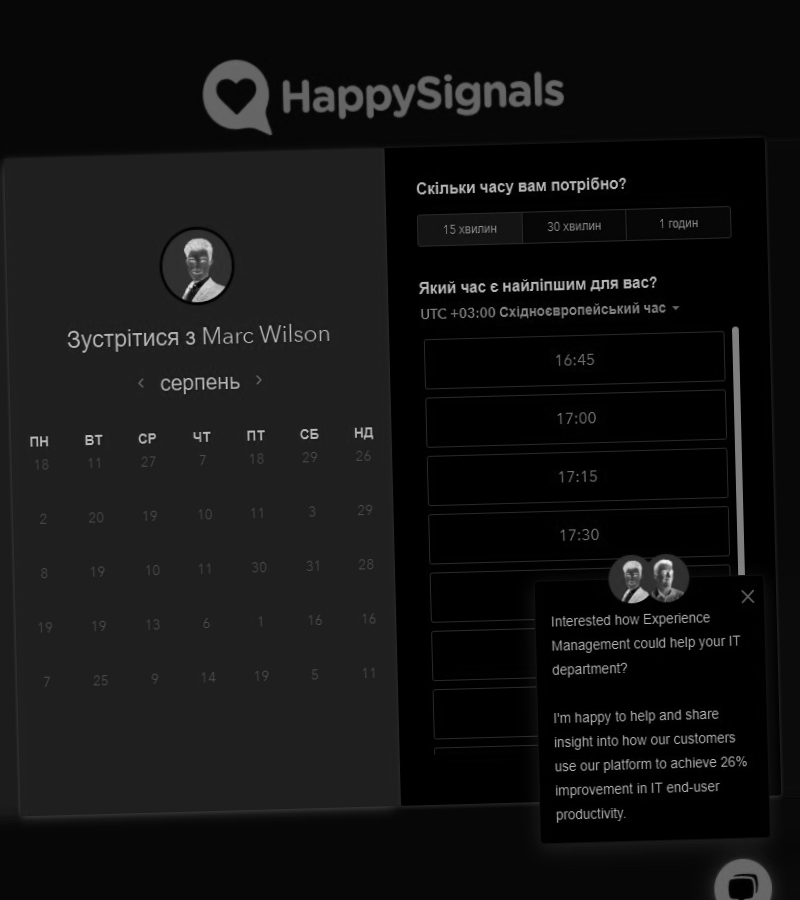 HappySignals
Зустрітися з Marc Wilson
серпень
ПН ВТ СР ЧТ ПТ СБ НД
18 11 27 7 18 29 26
2 20 19 10 11 3 29
8 19 10 11 30 31 28
19 19 13 6 1 16 16
7 25 9 14 19 5 11
Скільки часу вам потрібно?
15 хвилин 30 хвилин 1 годин
Який час є найліпшим для вас?
UTC +03:00 Східноєвропейський час
16:45
17:00
17:15
17:30
Interested how Experience
Management could help your IT
department?
I'm happy to help and share
insight into how our customers
use our platform to achieve 26%
improvement in IT end-user
productivity.